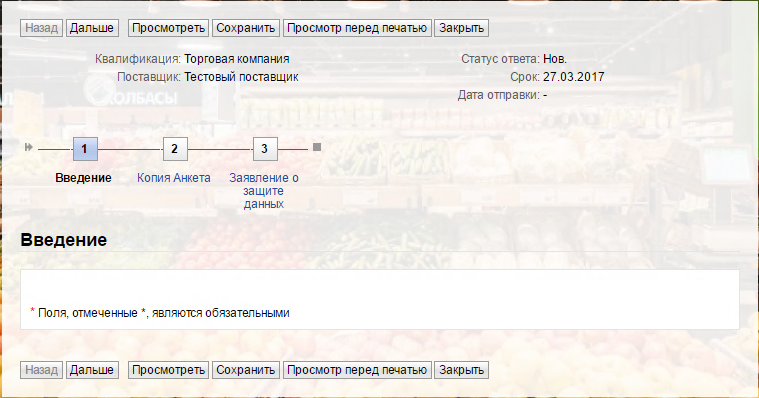 Назад Дальше Просмотреть Сохранить Просмотр перед печатью Закрыть
Квалификация: Торговая компания
Поставщик: Тестовый поставщик
Статус ответа: Нов.
Срок: 27.03.2017
Дата отправки: -
1 2 3
Введение
Копия Анкета
Заявление о
защите
данных
Введение
* Поля, отмеченные *, являются обязательными
Назад Дальше Просмотреть Сохранить Просмотр перед печатью Закрыть
КОЛБАСЫ